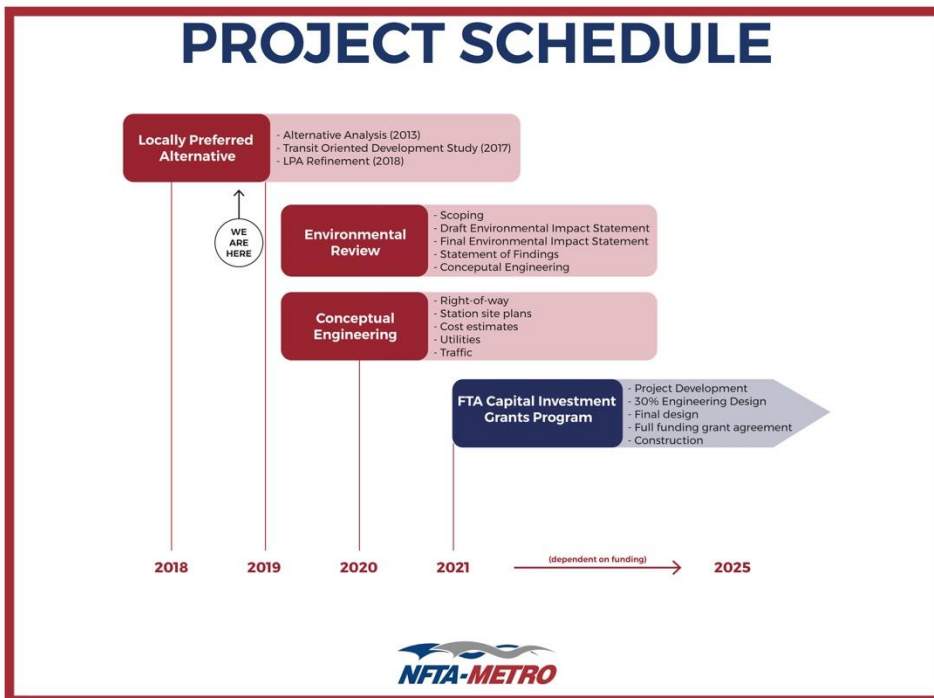 PROJECT SCHEDULE
Locally Preferred
Alternative
- Alternative Analysis (2013)
- Transit Oriented Development Study (2017)
- LPA Refinement (2018)
WE
ARE
HERE
Environmental
Review
- Scoping
- Draft Environmental Impact Statement
- Final Environmental Impact Statement
- Statement of Findings
- Conceputal Engineering
Conceptual
Engineering
- Right-of-way
- Station site plans
- Cost estimates
- Utilities
- Traffic
FTA Capital Investment
Grants Program
- Project Development
- 30% Engineering Design
- Final design
- Full funding grant agreement
- Construction
2018
2019
2020
2021
(dependent on funding)
2025
NFTA-METRO